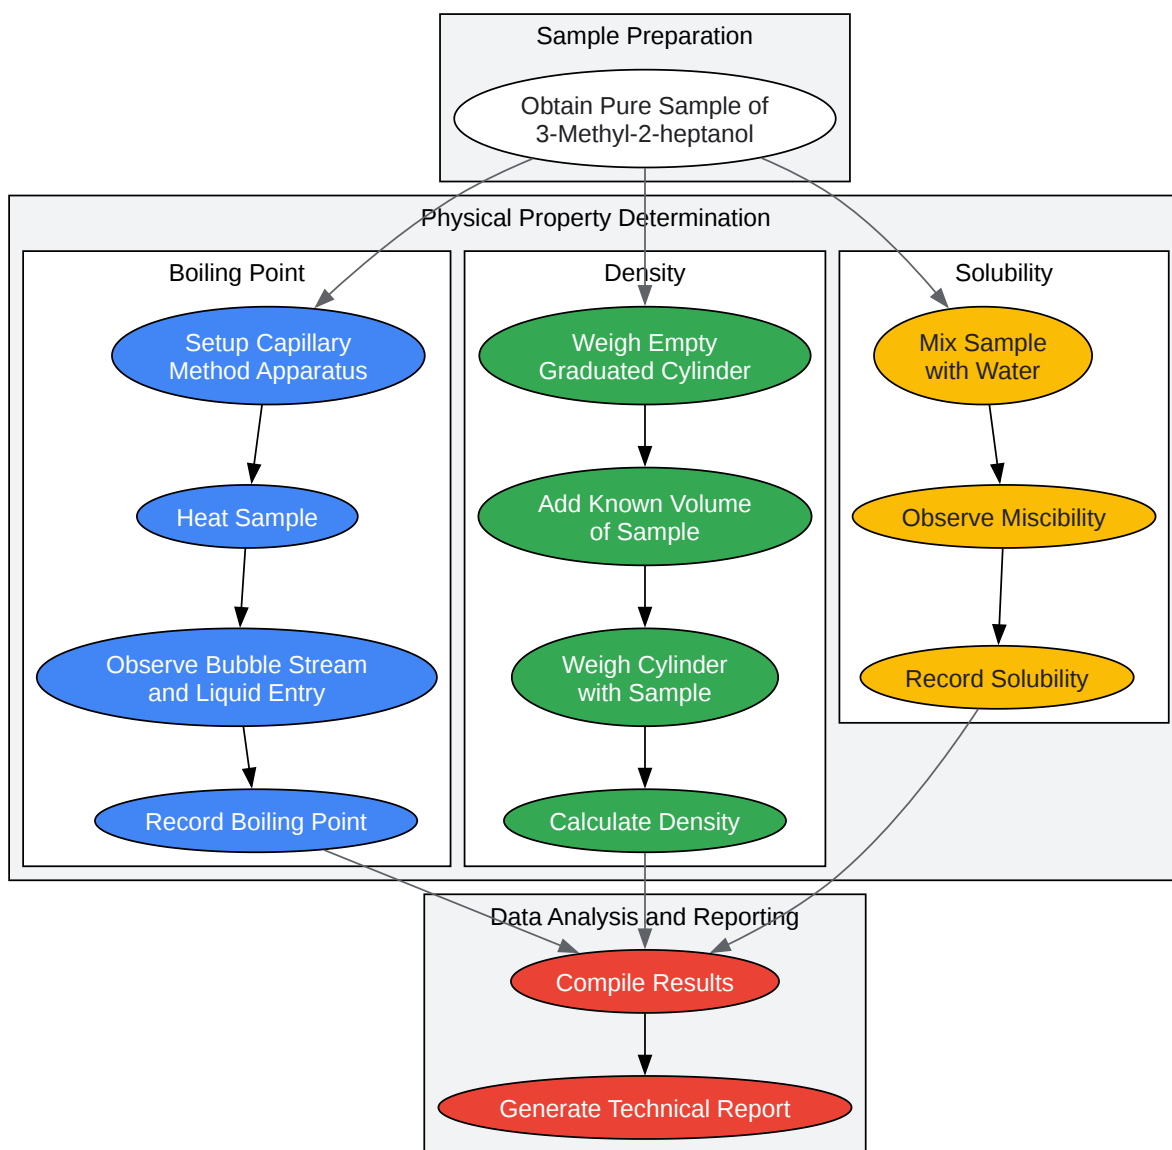 Sample Preparation
Obtain Pure Sample of
3-Methyl-2-heptanol
Physical Property Determination
Boiling Point
Setup Capillary
Method Apparatus
Heat Sample
Observe Bubble Stream
and Liquid Entry
Record Boiling Point
Density
Weigh Empty
Graduated Cylinder
Add Known Volume
of Sample
Weigh Cylinder
with Sample
Calculate Density
Solubility
Mix Sample
with Water
Observe Miscibility
Record Solubility
Data Analysis and Reporting
Compile Results
Generate Technical Report